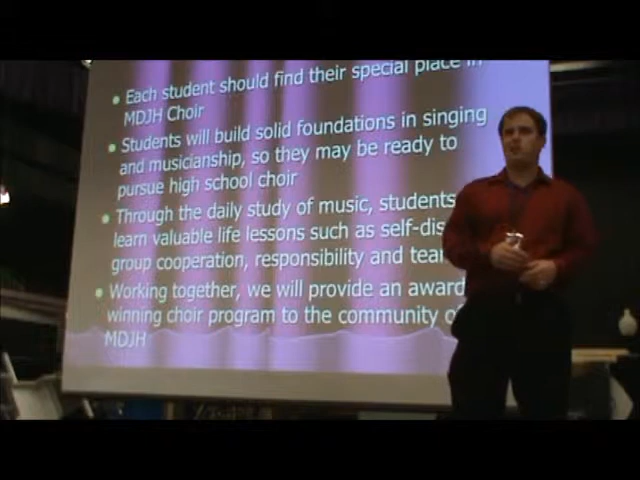 • Each student should find their special place in
MDJH Choir
• Students will build solid foundations in singing
and musicianship, so they may be ready to
pursue high school choir
• Through the daily study of music, students
learn valuable life lessons such as self-dis
group cooperation, responsibility and tea
• Working together, we will provide an award
winning choir program to the community of
MDJH